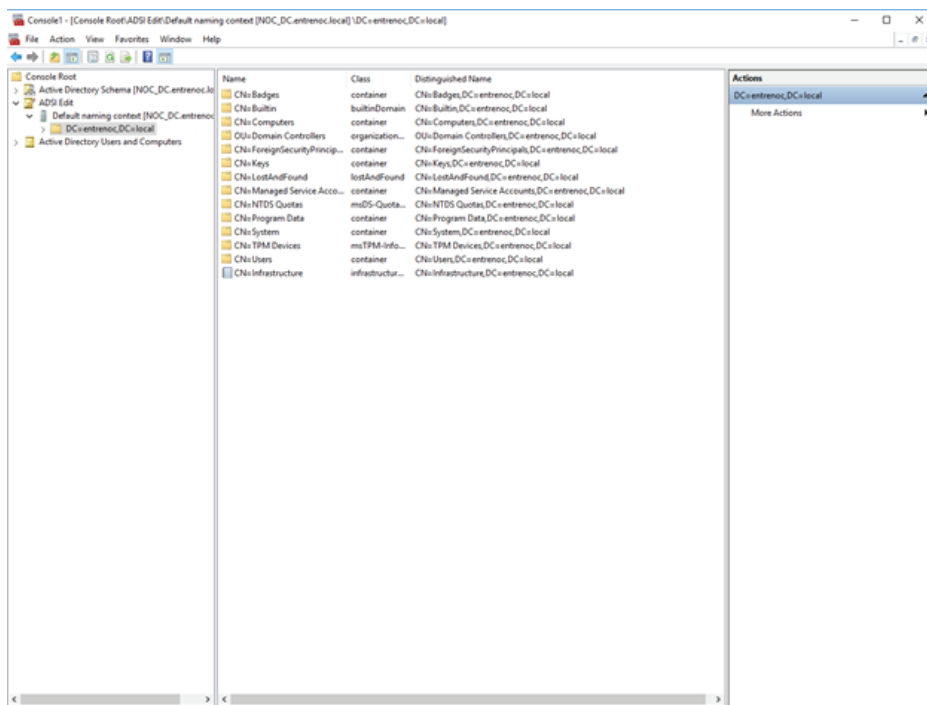 Console1 - [Console Root\ADSI Edit\Default naming context [NOC_DC.entrenoc.local]\DC=entrenoc,DC=local]
File Action View Favorites Window Help
Console Root
Active Directory Schema [NOC_DC.entrenoc.lo
ADSI Edit
Default naming context [NOC_DC.entrenoc
DC=entrenoc,DC=local
Active Directory Users and Computers
Name Class Distinguished Name
CN=Badges container CN=Badges,DC=entrenoc,DC=local
CN=Builtin builtinDomain CN=Builtin,DC=entrenoc,DC=local
CN=Computers container CN=Computers,DC=entrenoc,DC=local
OU=Domain Controllers organization... OU=Domain Controllers,DC=entrenoc,DC=local
CN=ForeignSecurityPrincip... container CN=ForeignSecurityPrincipals,DC=entrenoc,DC=local
CN=Keys container CN=Keys,DC=entrenoc,DC=local
CN=LostAndFound lostAndFound CN=LostAndFound,DC=entrenoc,DC=local
CN=Managed Service Acco... container CN=Managed Service Accounts,DC=entrenoc,DC=local
CN=NTDS Quotas msDS-Quota... CN=NTDS Quotas,DC=entrenoc,DC=local
CN=Program Data container CN=Program Data,DC=entrenoc,DC=local
CN=System container CN=System,DC=entrenoc,DC=local
CN=TPM Devices msTPM-Info... CN=TPM Devices,DC=entrenoc,DC=local
CN=Users container CN=Users,DC=entrenoc,DC=local
CN=Infrastructure infrastructur... CN=Infrastructure,DC=entrenoc,DC=local
Actions
DC=entrenoc,DC=local
More Actions